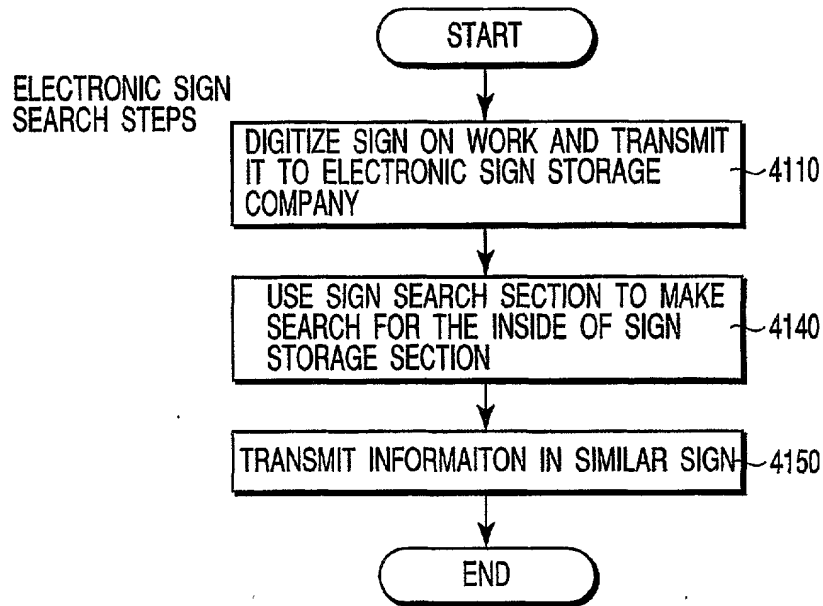 START
ELECTRONIC SIGN
SEARCH STEPS
DIGITIZE SIGN ON WORK AND TRANSMIT
IT TO ELECTRONIC SIGN STORAGE
COMPANY
4110
USE SIGN SEARCH SECTION TO MAKE
SEARCH FOR THE INSIDE OF SIGN
STORAGE SECTION
4140
TRANSMIT INFORMAITON IN SIMILAR SIGN
4150
END